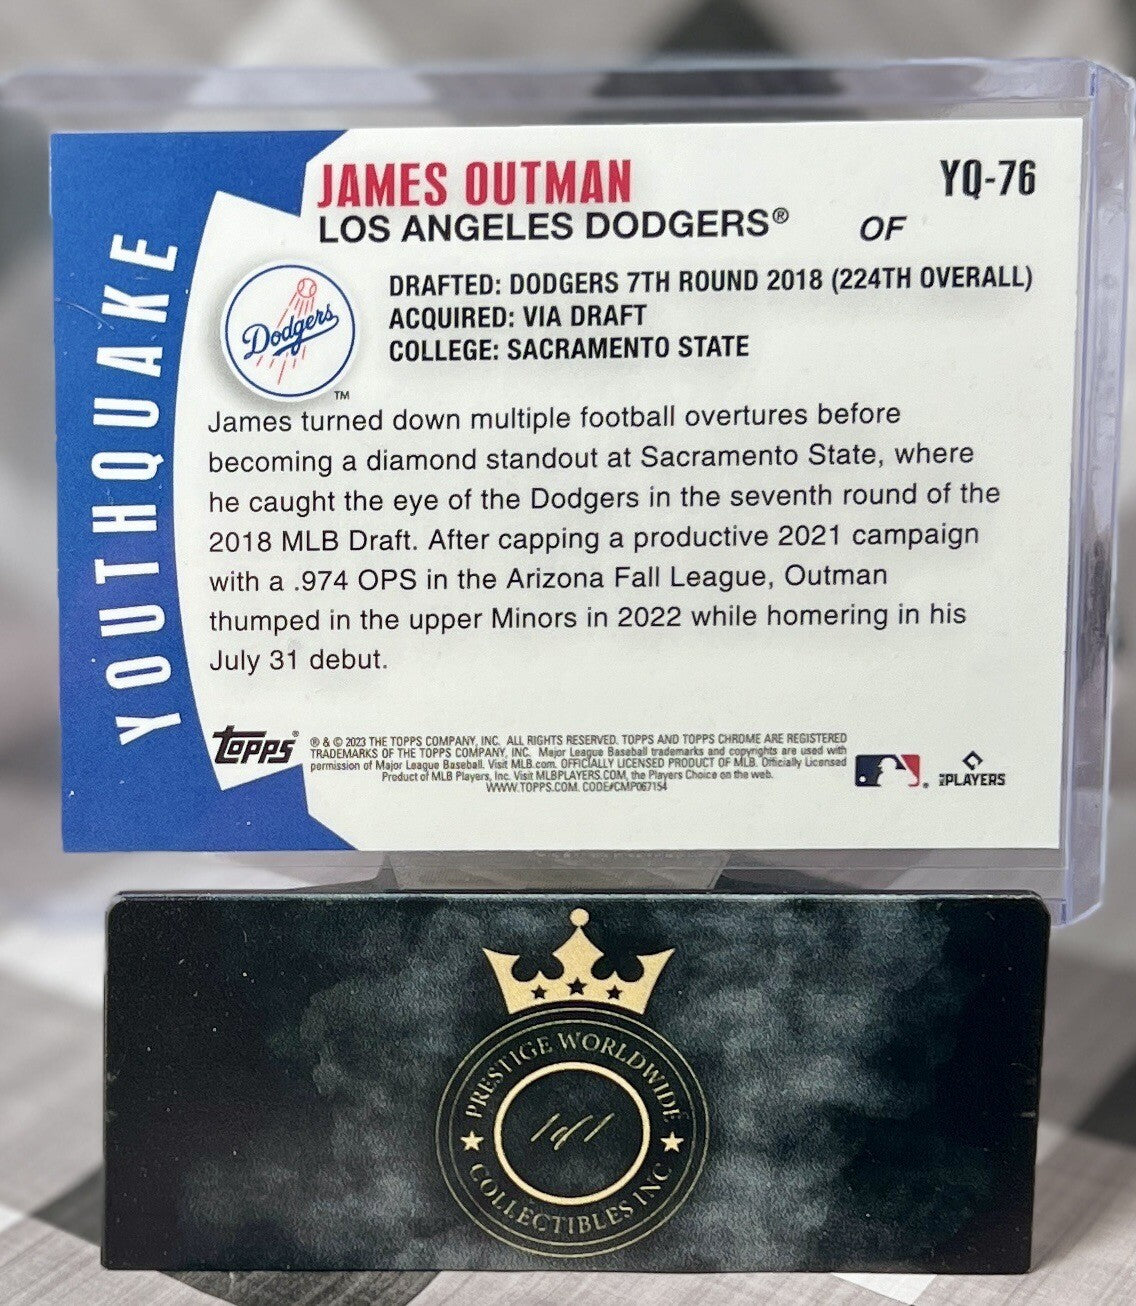 YOUTHQUAKE
JAMES OUTMAN
YQ-76
LOS ANGELES DODGERS®
OF
Dodgers
TM
DRAFTED: DODGERS 7TH ROUND 2018 (224TH OVERALL)
ACQUIRED: VIA DRAFT
COLLEGE: SACRAMENTO STATE
James turned down multiple football overtures before
becoming a diamond standout at Sacramento State, where
he caught the eye of the Dodgers in the seventh round of the
2018 MLB Draft. After capping a productive 2021 campaign
with a .974 OPS in the Arizona Fall League, Outman
thumped in the upper Minors in 2022 while homering in his
July 31 debut.
topps®
® & © 2023 THE TOPPS COMPANY, INC. ALL RIGHTS RESERVED. TOPPS AND TOPPS CHROME ARE REGISTERED
TRADEMARKS OF THE TOPPS COMPANY, INC. Major League Baseball trademarks and copyrights are used with
permission of Major League Baseball. Visit MLB.com. OFFICIALLY LICENSED PRODUCT OF MLB. Officially Licensed
Product of MLB Players, Inc. Visit MLBPLAYERS.COM, the Players Choice on the web.
WWW.TOPPS.COM. CODE#CMP067154
PLAYERS
PRESTIGE WORLDWIDE
1of1
COLLECTIBLES INC